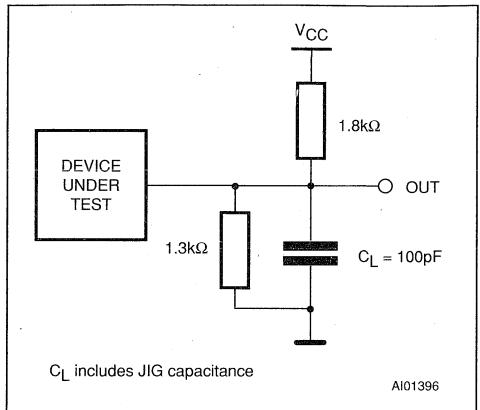 VCC
1.8kΩ
DEVICE
UNDER
TEST
OUT
1.3kΩ
CL = 100pF
CL includes JIG capacitance
AI01396